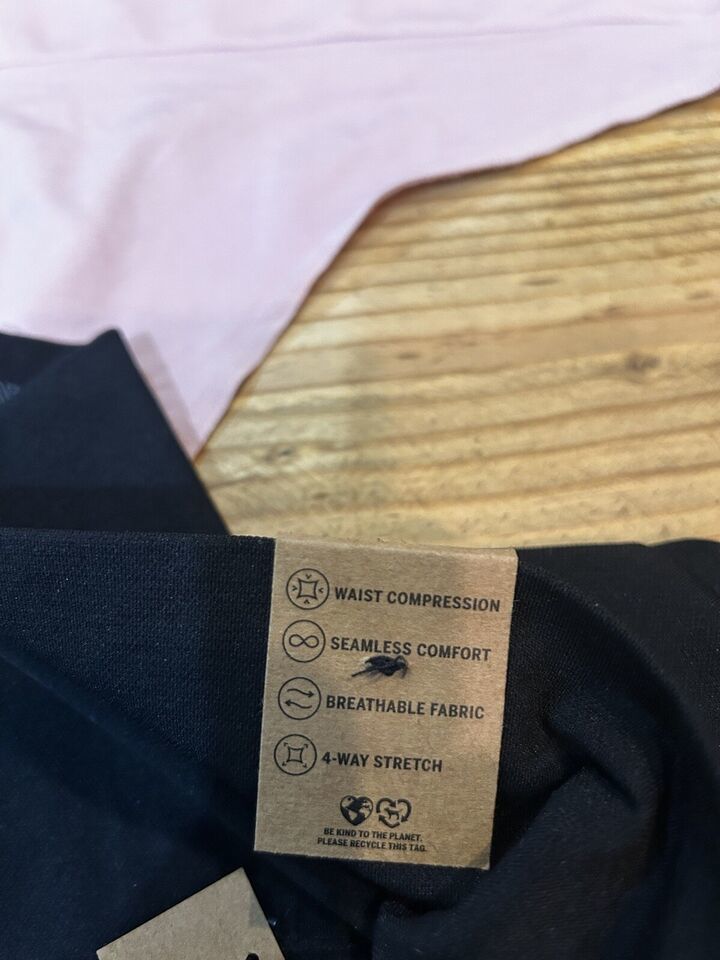 WAIST COMPRESSION
SEAMLESS COMFORT
BREATHABLE FABRIC
4-WAY STRETCH
BE KIND TO THE PLANET.
PLEASE RECYCLE THIS TAG.